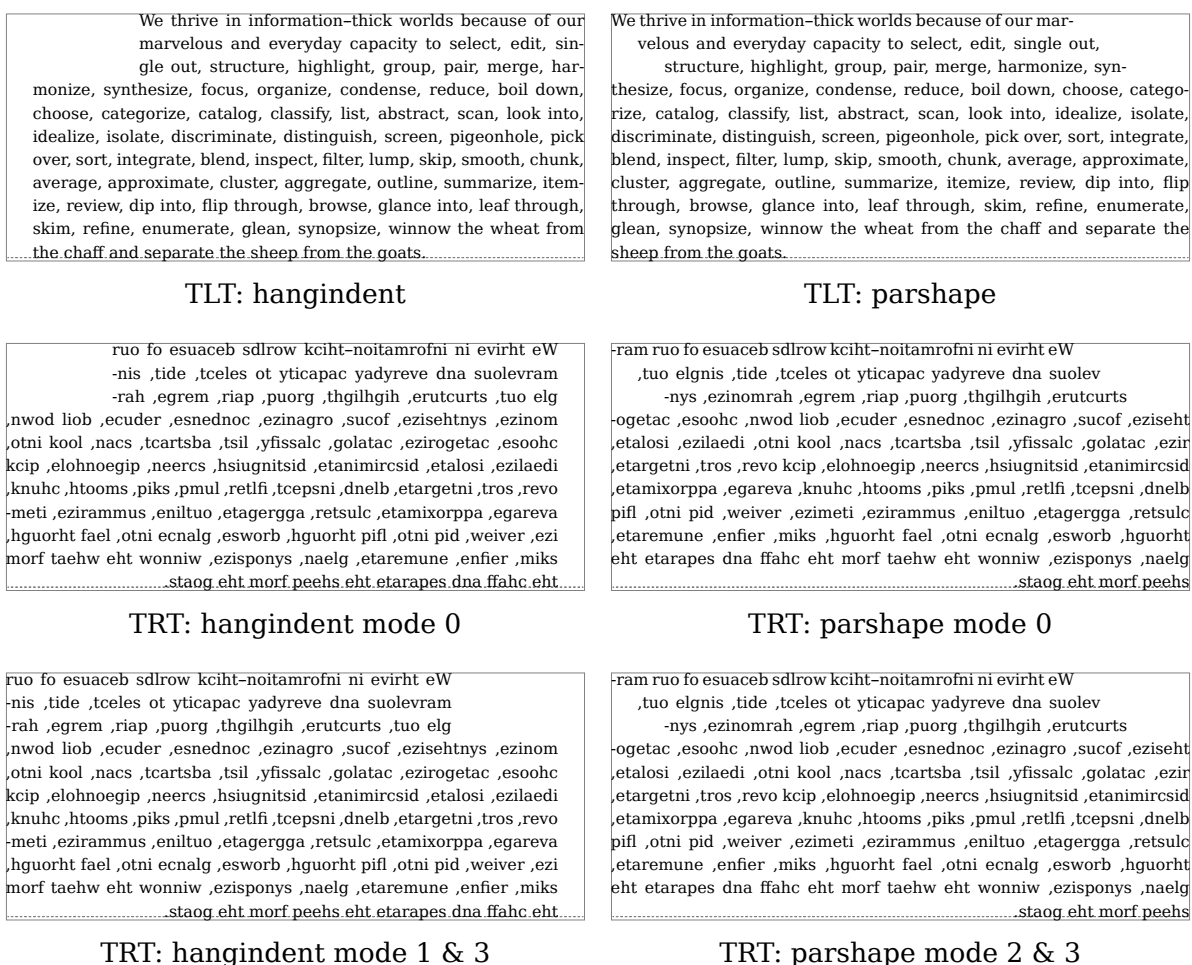 We thrive in information–thick worlds because of our
marvelous and everyday capacity to select, edit, sin-
gle out, structure, highlight, group, pair, merge, har-
monize, synthesize, focus, organize, condense, reduce, boil down,
choose, categorize, catalog, classify, list, abstract, scan, look into,
idealize, isolate, discriminate, distinguish, screen, pigeonhole, pick
over, sort, integrate, blend, inspect, filter, lump, skip, smooth, chunk,
average, approximate, cluster, aggregate, outline, summarize, item-
ize, review, dip into, flip through, browse, glance into, leaf through,
skim, refine, enumerate, glean, synopsize, winnow the wheat from
the chaff and separate the sheep from the goats.
TLT: hangindent
We thrive in information–thick worlds because of our mar-
velous and everyday capacity to select, edit, single out,
structure, highlight, group, pair, merge, harmonize, syn-
thesize, focus, organize, condense, reduce, boil down, choose, catego-
rize, catalog, classify, list, abstract, scan, look into, idealize, isolate,
discriminate, distinguish, screen, pigeonhole, pick over, sort, integrate,
blend, inspect, filter, lump, skip, smooth, chunk, average, approximate,
cluster, aggregate, outline, summarize, itemize, review, dip into, flip
through, browse, glance into, leaf through, skim, refine, enumerate,
glean, synopsize, winnow the wheat from the chaff and separate the
sheep from the goats.
TLT: parshape
ruo fo esuaceb sdlrow kciht–noitamrofni ni evirht eW
-nis ,tide ,tceles ot yticapac yadyreve dna suolevram
-rah ,egrem ,riap ,puorg ,thgilhgih ,erutcurts ,tuo elg
,nwod liob ,ecuder ,esnednoc ,ezinagro ,sucof ,ezisehtnys ,ezinom
,otni kool ,nacs ,tcartsba ,tsil ,yfissalc ,golatac ,ezirogetac ,esoohc
kcip ,elohnoegip ,neercs ,hsiugnitsid ,etanimircsid ,etalosi ,ezilaedi
,knuhc ,htooms ,piks ,pmul ,retlfi ,tcepsni ,dnelb ,etargetni ,tros ,revo
-meti ,ezirammus ,eniltuo ,etagergga ,retsulc ,etamixorppa ,egareva
,hguorht fael ,otni ecnalg ,esworb ,hguorht pifl ,otni pid ,weiver ,ezi
morf taehw eht wonniw ,ezisponys ,naelg ,etaremune ,enfier ,miks
.staog eht morf peehs eht etarapes dna ffahc eht
TRT: hangindent mode 0
-ram ruo fo esuaceb sdlrow kciht–noitamrofni ni evirht eW
,tuo elgnis ,tide ,tceles ot yticapac yadyreve dna suolev
-nys ,ezinomrah ,egrem ,riap ,puorg ,thgilhgih ,erutcurts
-ogetac ,esoohc ,nwod liob ,ecuder ,esnednoc ,ezinagro ,sucof ,eziseht
,etalosi ,ezilaedi ,otni kool ,nacs ,tcartsba ,tsil ,yfissalc ,golatac ,ezir
,etargetni ,tros ,revo kcip ,elohnoegip ,neercs ,hsiugnitsid ,etanimircsid
,etamixorppa ,egareva ,knuhc ,htooms ,piks ,pmul ,retlfi ,tcepsni ,dnelb
pifl ,otni pid ,weiver ,ezimeti ,ezirammus ,eniltuo ,etagergga ,retsulc
,etaremune ,enfier ,miks ,hguorht fael ,otni ecnalg ,esworb ,hguorht
eht etarapes dna ffahc eht morf taehw eht wonniw ,ezisponys ,naelg
.staog eht morf peehs
TRT: parshape mode 0
ruo fo esuaceb sdlrow kciht–noitamrofni ni evirht eW
-nis ,tide ,tceles ot yticapac yadyreve dna suolevram
-rah ,egrem ,riap ,puorg ,thgilhgih ,erutcurts ,tuo elg
,nwod liob ,ecuder ,esnednoc ,ezinagro ,sucof ,ezisehtnys ,ezinom
,otni kool ,nacs ,tcartsba ,tsil ,yfissalc ,golatac ,ezirogetac ,esoohc
kcip ,elohnoegip ,neercs ,hsiugnitsid ,etanimircsid ,etalosi ,ezilaedi
,knuhc ,htooms ,piks ,pmul ,retlfi ,tcepsni ,dnelb ,etargetni ,tros ,revo
-meti ,ezirammus ,eniltuo ,etagergga ,retsulc ,etamixorppa ,egareva
,hguorht fael ,otni ecnalg ,esworb ,hguorht pifl ,otni pid ,weiver ,ezi
morf taehw eht wonniw ,ezisponys ,naelg ,etaremune ,enfier ,miks
.staog eht morf peehs eht etarapes dna ffahc eht
TRT: hangindent mode 1 & 3
-ram ruo fo esuaceb sdlrow kciht–noitamrofni ni evirht eW
,tuo elgnis ,tide ,tceles ot yticapac yadyreve dna suolev
-nys ,ezinomrah ,egrem ,riap ,puorg ,thgilhgih ,erutcurts
-ogetac ,esoohc ,nwod liob ,ecuder ,esnednoc ,ezinagro ,sucof ,eziseht
,etalosi ,ezilaedi ,otni kool ,nacs ,tcartsba ,tsil ,yfissalc ,golatac ,ezir
,etargetni ,tros ,revo kcip ,elohnoegip ,neercs ,hsiugnitsid ,etanimircsid
,etamixorppa ,egareva ,knuhc ,htooms ,piks ,pmul ,retlfi ,tcepsni ,dnelb
pifl ,otni pid ,weiver ,ezimeti ,ezirammus ,eniltuo ,etagergga ,retsulc
,etaremune ,enfier ,miks ,hguorht fael ,otni ecnalg ,esworb ,hguorht
eht etarapes dna ffahc eht morf taehw eht wonniw ,ezisponys ,naelg
.staog eht morf peehs
TRT: parshape mode 2 & 3